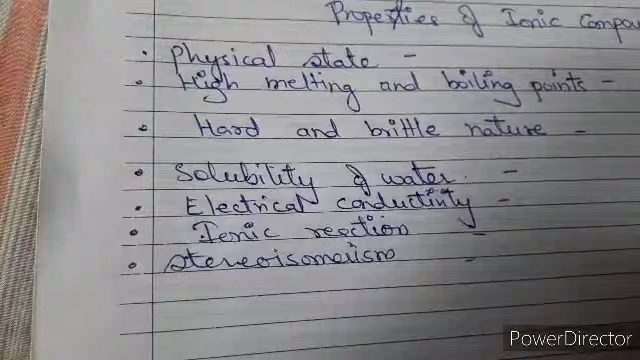 Properties of Ionic Compou
• Physical state -
• High melting and boiling points -
• Hard and brittle nature -
• Solubility of water. -
• Electrical conductivity -
• Ionic reaction -
• Stereoisomerism -
PowerDirector